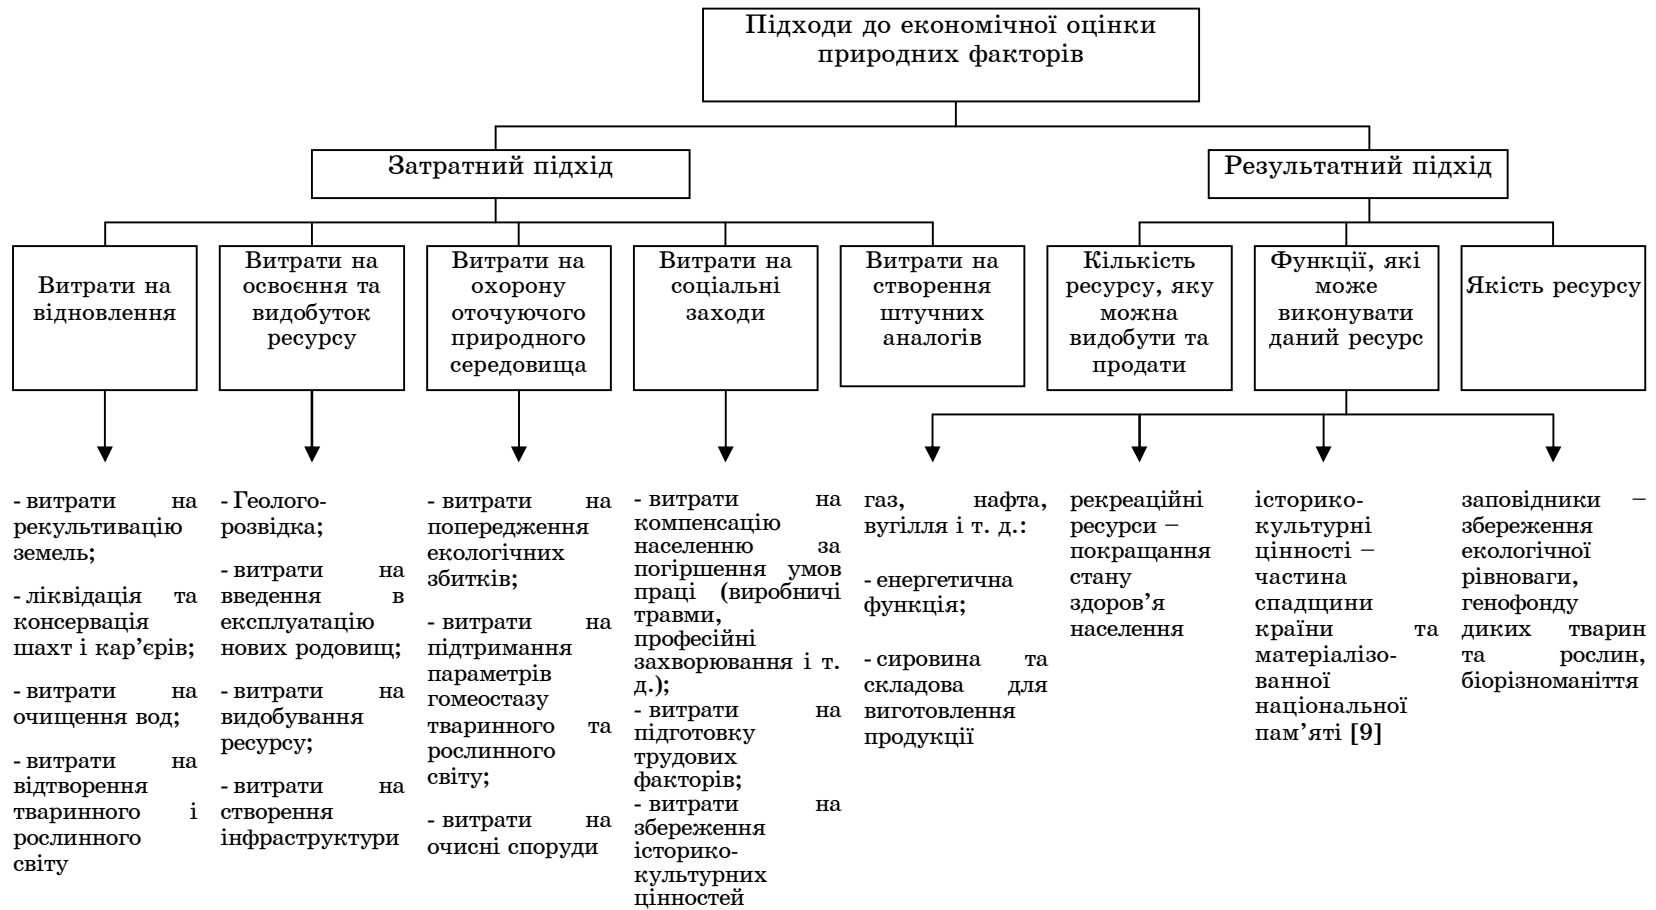 Підходи до економічної оцінки
природних факторів
Затратний підхід
Результатний підхід
Витрати на
відновлення
Витрати на
освоєння та
видобуток
ресурсу
Витрати на
охорону
оточуючого
природного
середовища
Витрати на
соціальні
заходи
Витрати на
створення
штучних
аналогів
Кількість
ресурсу, яку
можна
видобути та
продати
Функції, які
може
виконувати
даний ресурс
Якість ресурсу
- витрати на
рекультивацію
земель;
- ліквідація та
консервація
шахт і кар’єрів;
- витрати на
очищення вод;
- витрати на
відтворення
тваринного і
рослинного
світу
- Геолого-
розвідка;
- витрати на
введення в
експлуатацію
нових родовищ;
- витрати на
видобування
ресурсу;
- витрати на
створення
інфраструктури
- витрати на
попередження
екологічних
збитків;
- витрати на
підтримання
параметрів
гомеостазу
тваринного та
рослинного
світу;
- витрати на
очисні споруди
- витрати на
компенсацію
населенню за
погіршення умов
праці (виробничі
травми,
професійні
захворювання і т.
д.);
- витрати на
підготовку
трудових
факторів;
- витрати на
збереження
історико-
культурних
цінностей
газ, нафта,
вугілля і т. д.:
- енергетична
функція;
- сировина та
складова для
виготовлення
продукції
рекреаційні
ресурси –
покращання
стану
здоров’я
населення
історико-
культурні
цінності –
частина
спадщини
країни та
матеріалізо-
ванної
національної
пам’яті [9]
заповідники –
збереження
екологічної
рівноваги,
генофонду
диких тварин
та рослин,
біорізноманіття